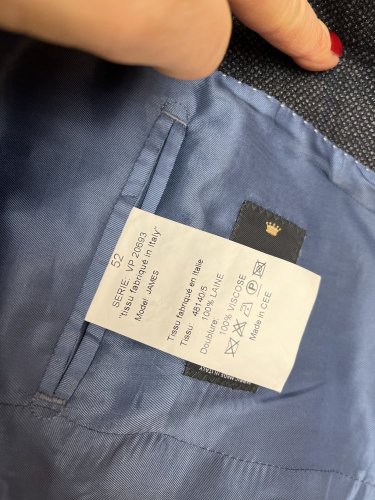 52
SERIE: VP 20693
"tissu fabriqué in Italy"
Model: JAMES
Tissu fabriqué en Italie
Tissu: 48140/5
100% LAINE
Doublure:
100% VISCOSE
Made in CEE